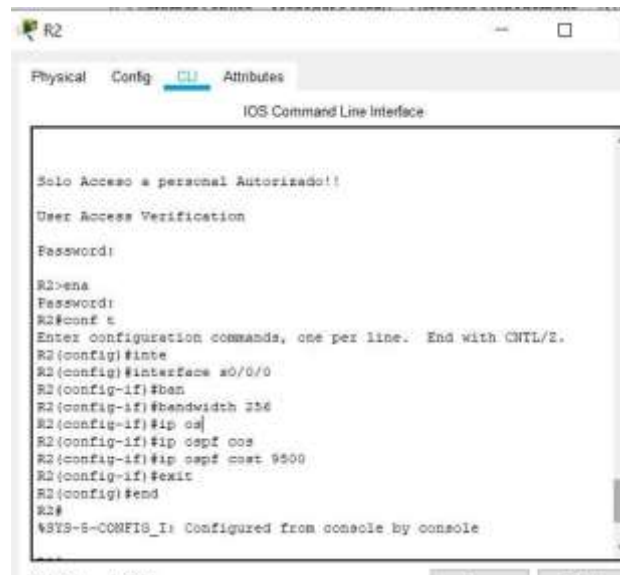 R2
Physical Config CLI Attributes
IOS Command Line Interface
Solo Acceso a personal Autorizado!!
User Access Verification
Password:
R2>ena
Password:
R2#conf t
Enter configuration commands, one per line. End with CNTL/Z.
R2(config)#inte
R2(config)#interface s0/0/0
R2(config-if)#ban
R2(config-if)#bandwidth 256
R2(config-if)#ip os
R2(config-if)#ip ospf cos
R2(config-if)#ip ospf cost 9500
R2(config-if)#exit
R2(config)#end
R2#
%SYS-5-CONFIG_I: Configured from console by console